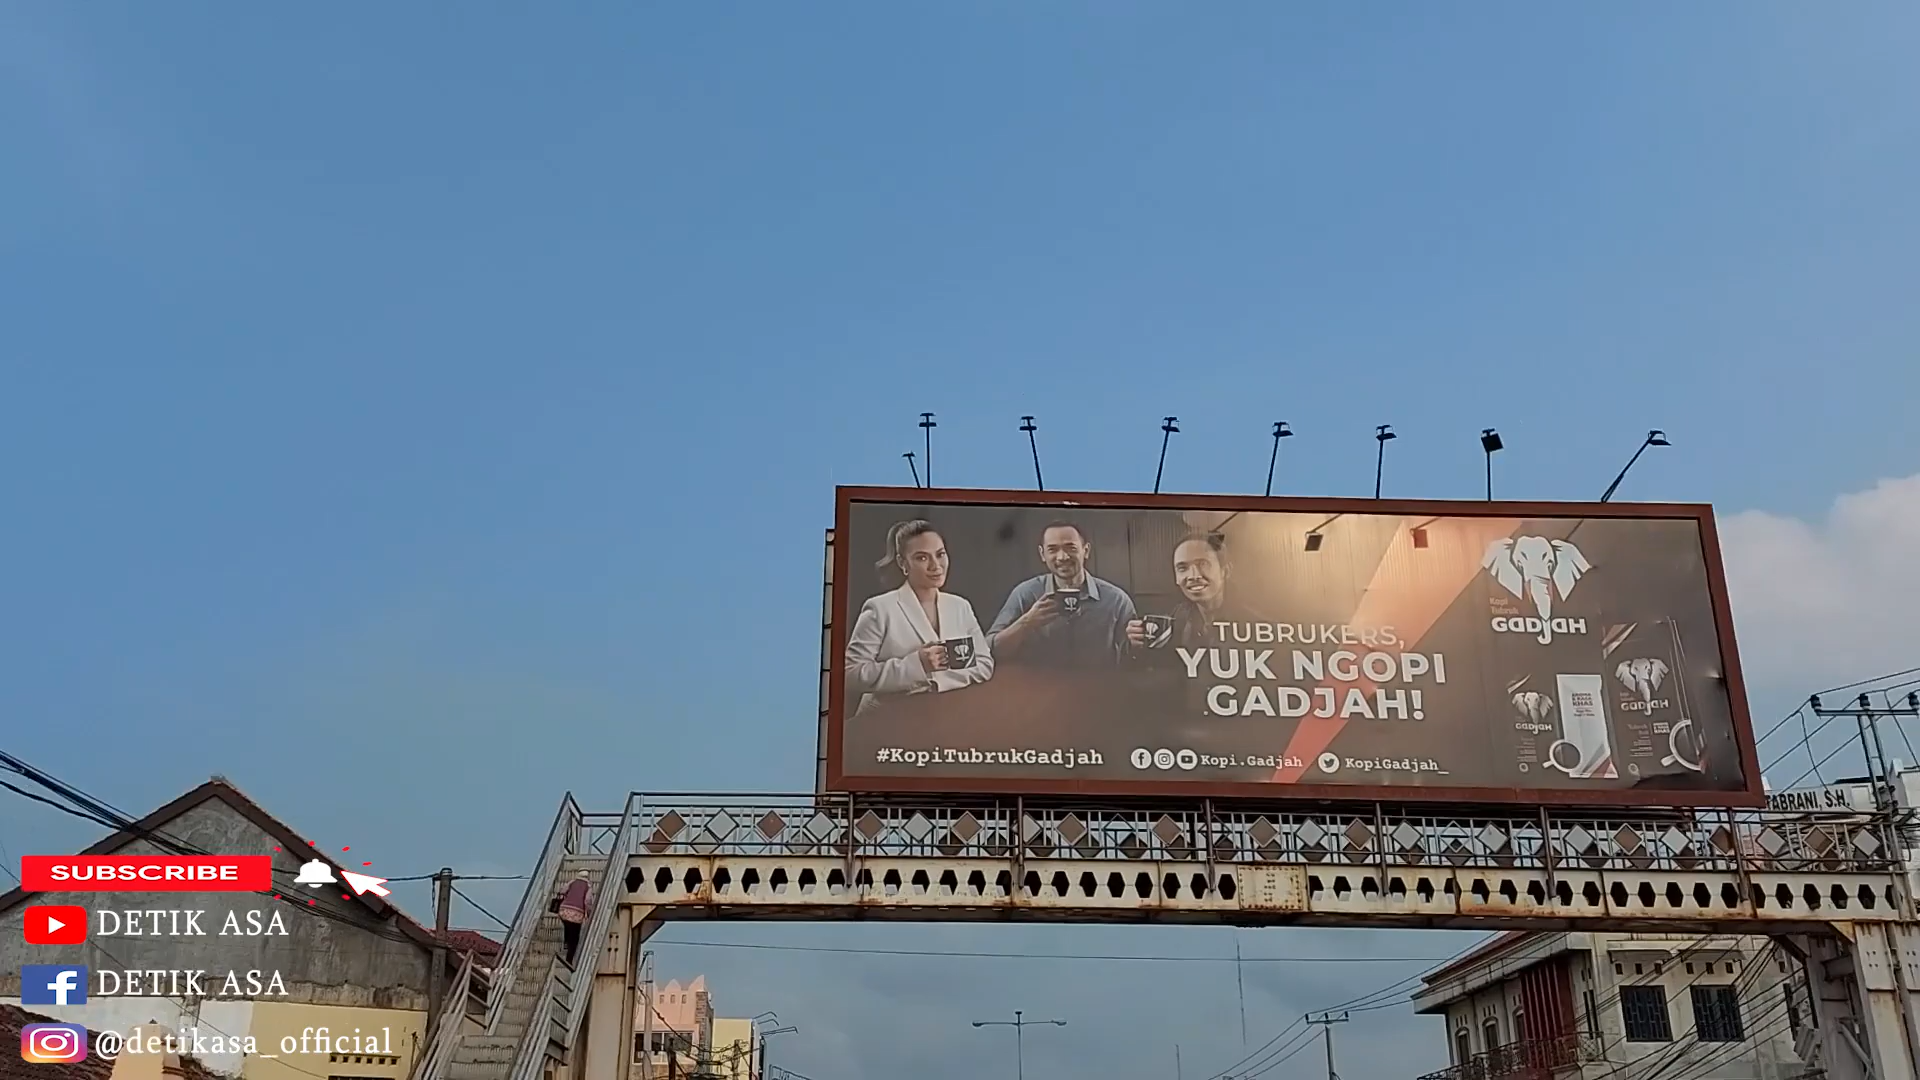 TUBRUKERS,
YUK NGOPI
GADJAH!
#KopiTubrukGadjah
Kopi.Gadjah
KopiGadjah_
Kopi
Tubruk
GADJAH
GADJAH
GADJAH
TABRANI, S.H.
SUBSCRIBE
DETIK ASA
DETIK ASA
@detikasa_official